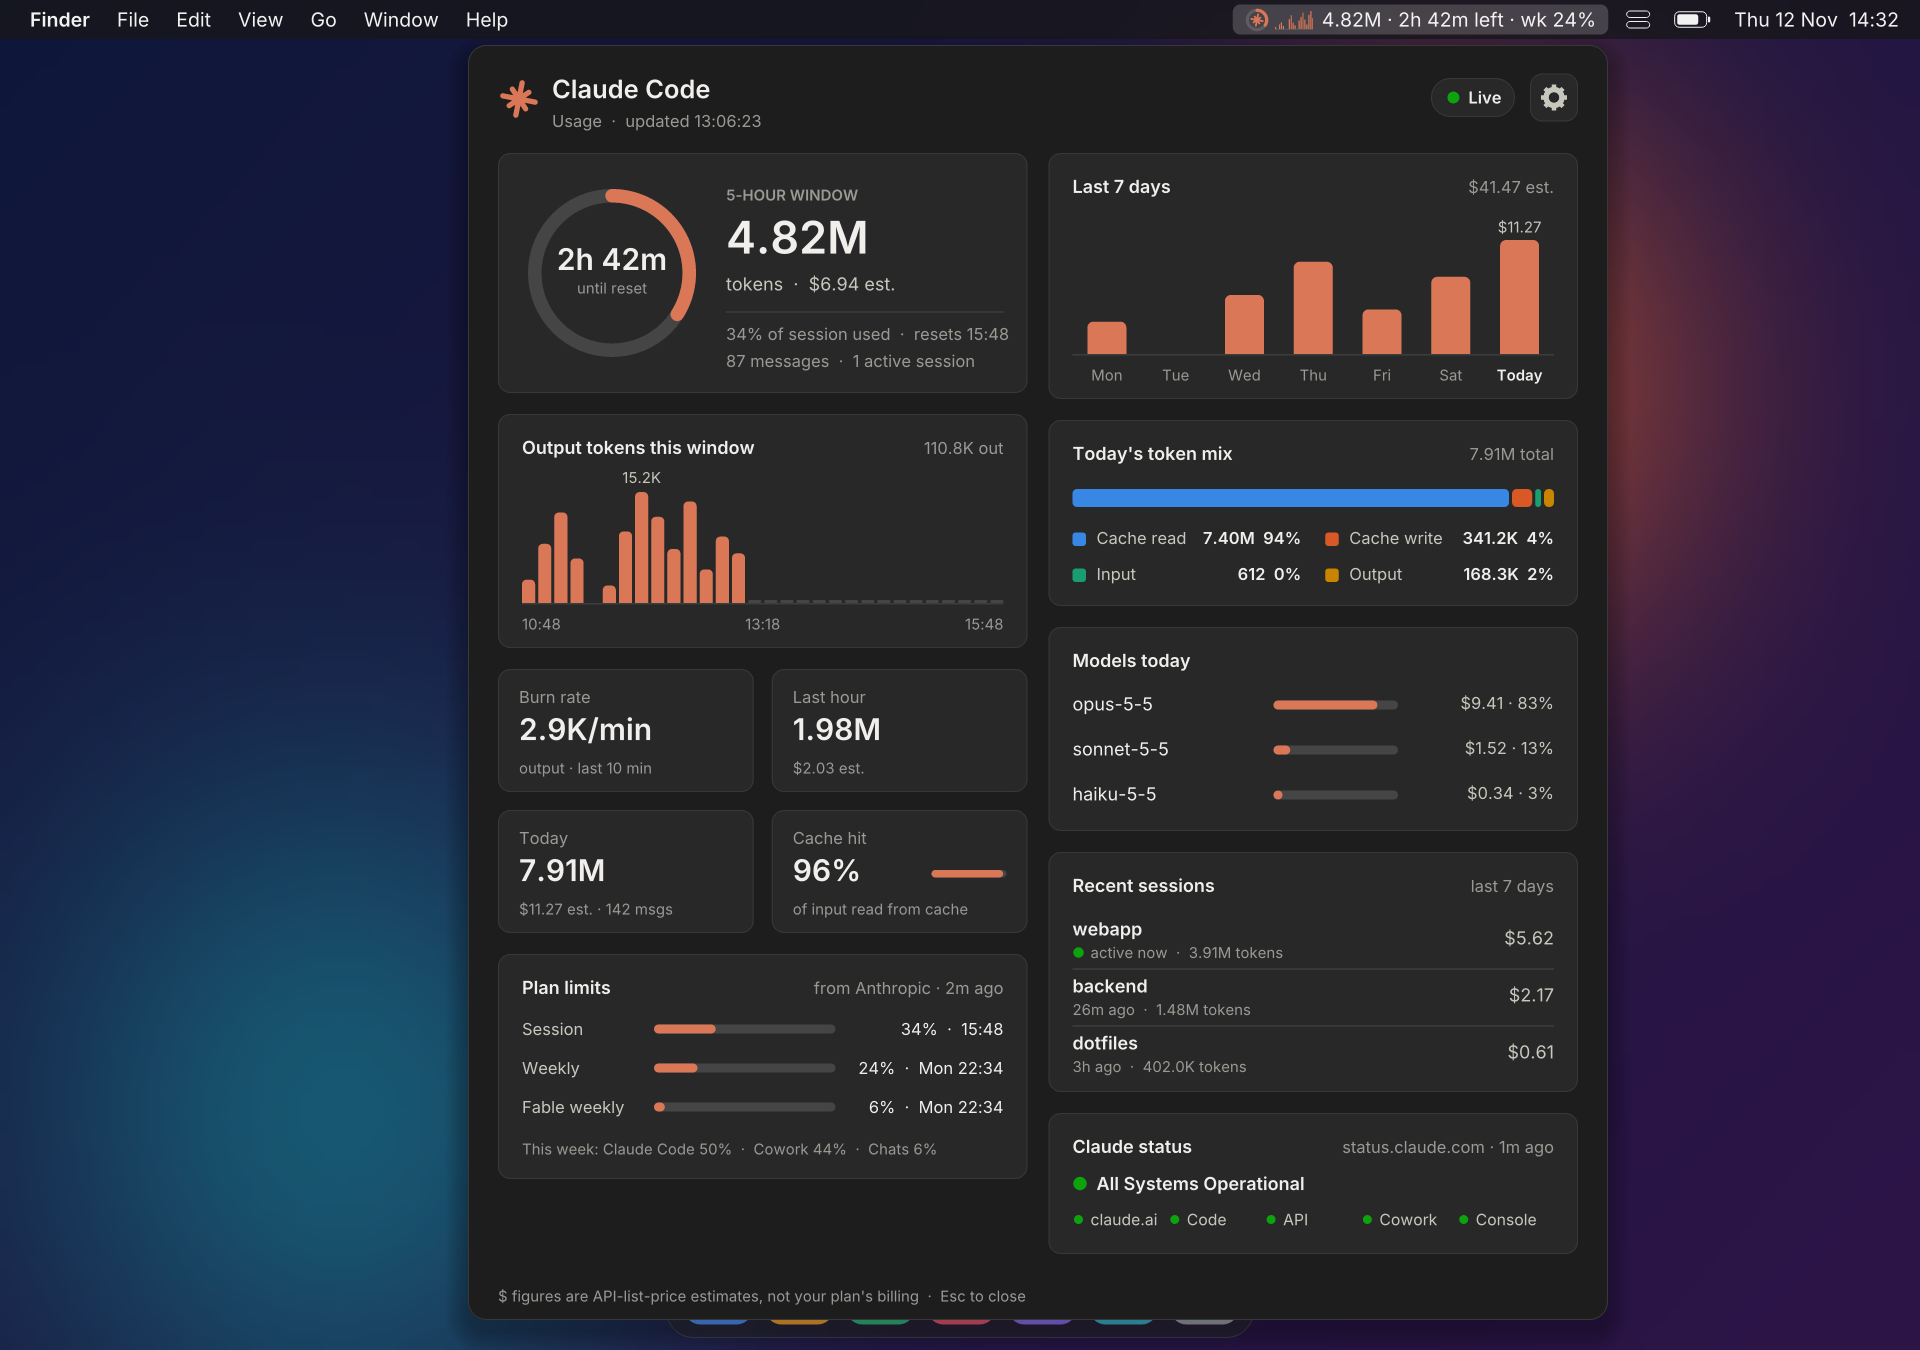 Finder File Edit View Go Window Help
4.82M · 2h 42m left · wk 24% Thu 12 Nov 14:32
Claude Code
Usage · updated 13:06:23
Live
2h 42m
until reset
5-HOUR WINDOW
4.82M
tokens · $6.94 est.
34% of session used · resets 15:48
87 messages · 1 active session
Output tokens this window 110.8K out
15.2K
10:48 13:18 15:48
Burn rate
2.9K/min
output · last 10 min
Last hour
1.98M
$2.03 est.
Today
7.91M
$11.27 est. · 142 msgs
Cache hit
96%
of input read from cache
Plan limits from Anthropic · 2m ago
Session 34% · 15:48
Weekly 24% · Mon 22:34
Fable weekly 6% · Mon 22:34
This week: Claude Code 50% · Cowork 44% · Chats 6%
Last 7 days $41.47 est.
$11.27
Mon Tue Wed Thu Fri Sat Today
Today's token mix 7.91M total
Cache read 7.40M 94% Cache write 341.2K 4%
Input 612 0% Output 168.3K 2%
Models today
opus-5-5 $9.41 · 83%
sonnet-5-5 $1.52 · 13%
haiku-5-5 $0.34 · 3%
Recent sessions last 7 days
webapp $5.62
active now · 3.91M tokens
backend $2.17
26m ago · 1.48M tokens
dotfiles $0.61
3h ago · 402.0K tokens
Claude status status.claude.com · 1m ago
All Systems Operational
claude.ai Code API Cowork Console
$ figures are API-list-price estimates, not your plan's billing · Esc to close